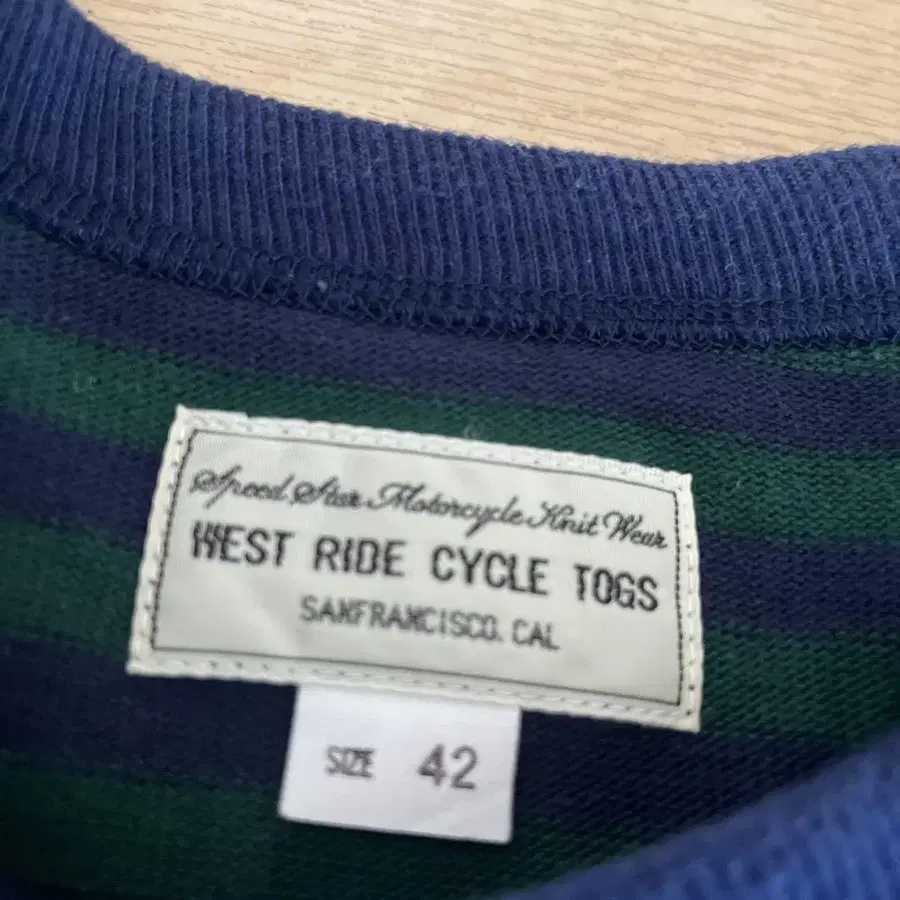 Speed Star Motorcycle Knit Wear
WEST RIDE CYCLE TOGS
SANFRANCISCO. CAL
SIZE 42